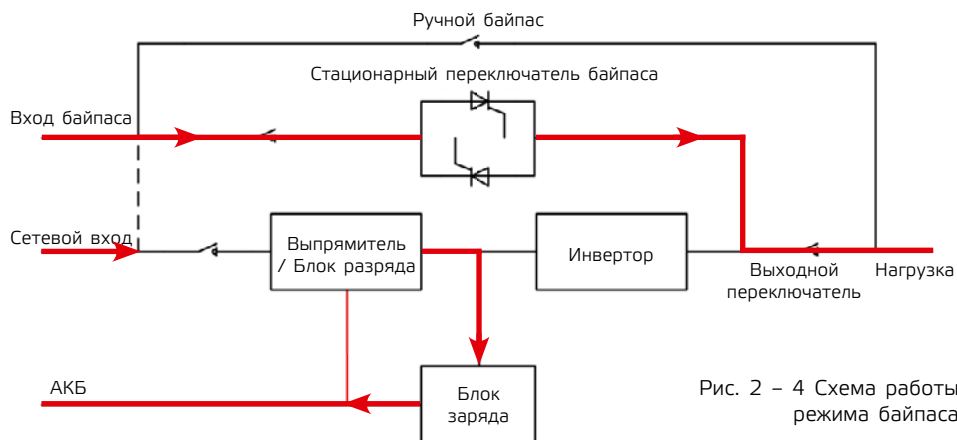 Ручной байпас
Стационарный переключатель байпаса
Вход байпаса
Сетевой вход
Выпрямитель
/ Блок разряда
Инвертор
Выходной
переключатель
Нагрузка
АКБ
Блок
заряда
Рис. 2 – 4 Схема работы
режима байпаса